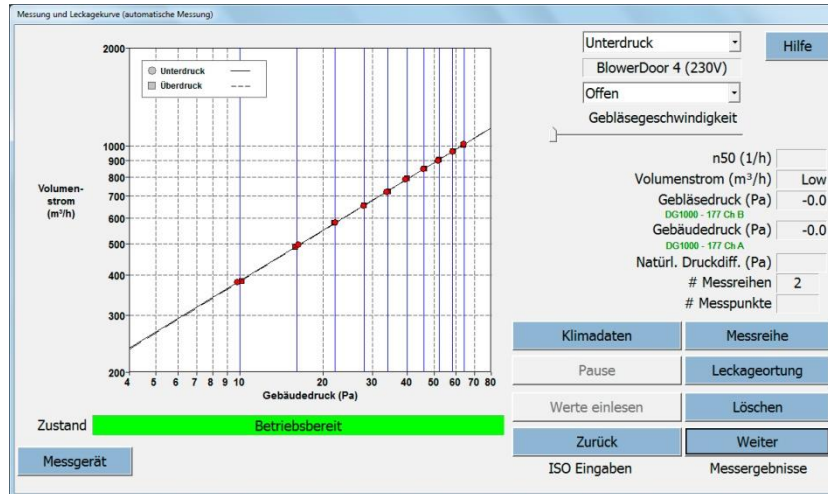 Messung und Leckagekurve (automatische Messung)
2000
Unterdruck
Überdruck
1000
900
800
700
600
500
400
300
200
Volumen-
strom
(m³/h)
4 5 6 7 8 9 10 20 30 40 50 60 70 80
Gebäudedruck (Pa)
Zustand Betriebsbereit
Messgerät
Unterdruck
Hilfe
BlowerDoor 4 (230V)
Offen
Gebläsegeschwindigkeit
n50 (1/h)
Volumenstrom (m³/h) Low
Gebläsedruck (Pa) -0.0
DG1000 - 177 Ch B
Gebäudedruck (Pa) -0.0
DG1000 - 177 Ch A
Natürl. Druckdiff. (Pa)
# Messreihen 2
# Messpunkte
Klimadaten Messreihe
Pause Leckageortung
Werte einlesen Löschen
Zurück Weiter
ISO Eingaben Messergebnisse